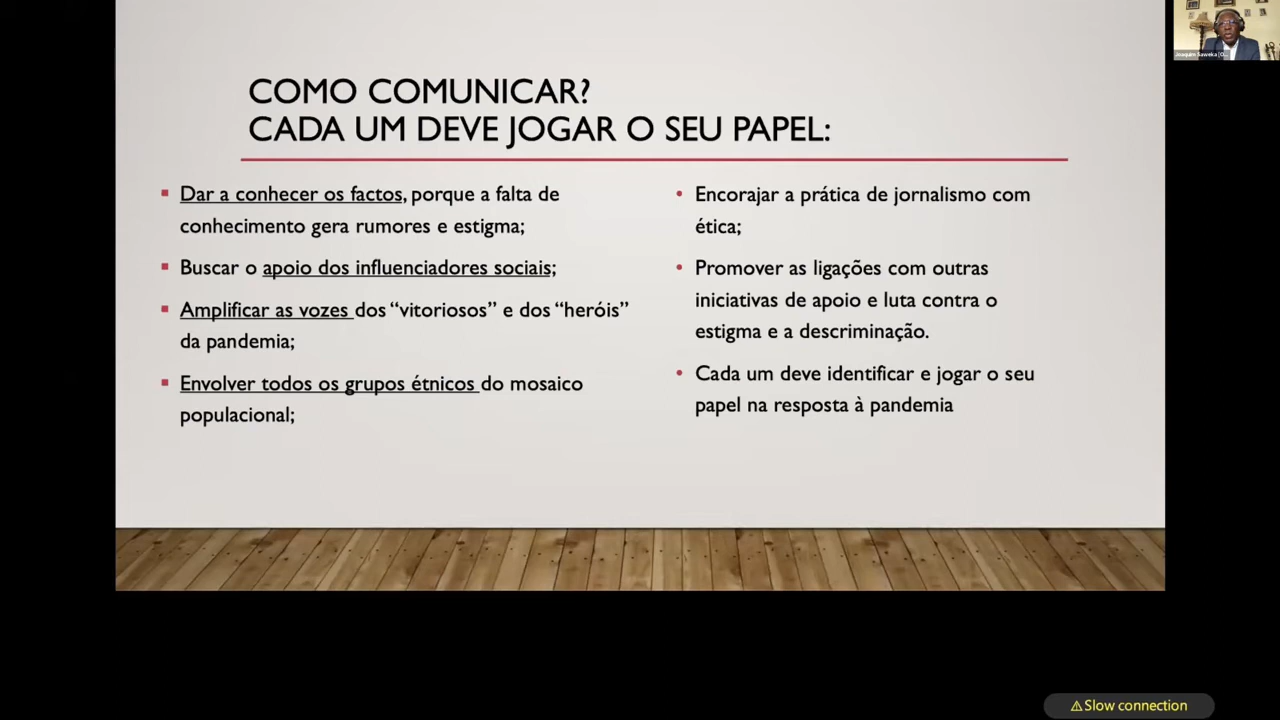 COMO COMUNICAR?
CADA UM DEVE JOGAR O SEU PAPEL:
Dar a conhecer os factos, porque a falta de
conhecimento gera rumores e estigma;
Buscar o apoio dos influenciadores sociais;
Amplificar as vozes dos “vitoriosos” e dos “heróis”
da pandemia;
Envolver todos os grupos étnicos do mosaico
populacional;
Encorajar a prática de jornalismo com
ética;
Promover as ligações com outras
iniciativas de apoio e luta contra o
estigma e a descriminação.
Cada um deve identificar e jogar o seu
papel na resposta à pandemia
Joaquim Saweka (O...
Slow connection